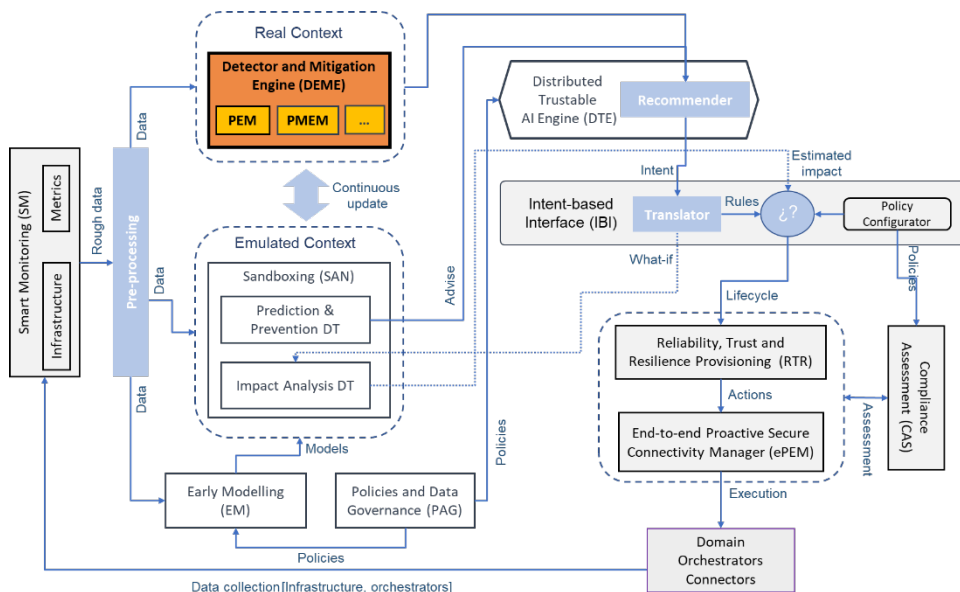 Real Context
Detector and Mitigation
Engine (DEME)
PEM
PMEM
...
Distributed
Trustable
AI Engine (DTE)
Recommender
Data
Smart Monitoring (SM)
Metrics
Infrastructure
Rough data
Pre-processing
Data
Data
Continuous
update
Intent
Estimated
impact
Intent-based
Interface (IBI)
Translator
Rules
¿?
Policy
Configurator
Emulated Context
Sandboxing (SAN)
Prediction &
Prevention DT
Impact Analysis DT
Advise
What-if
Lifecycle
Policies
Reliability, Trust and
Resilience Provisioning (RTR)
Actions
End-to-end Proactive Secure
Connectivity Manager (ePEM)
Assessment
Compliance
Assessment (CAS)
Models
Policies
Early Modelling
(EM)
Policies and Data
Governance (PAG)
Execution
Policies
Domain
Orchestrators
Connectors
Data collection[Infrastructure, orchestrators]